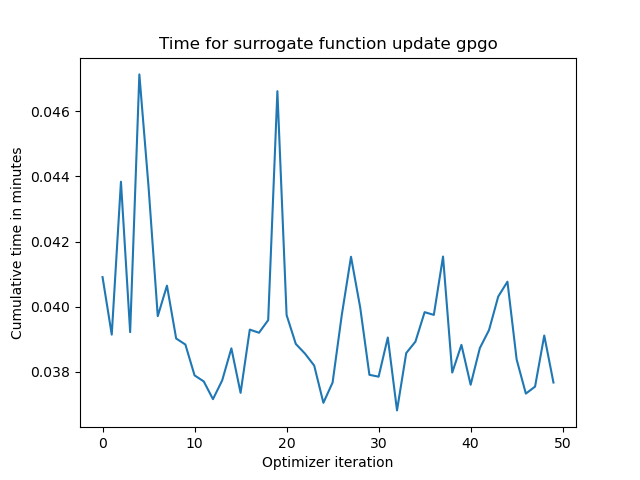 Time for surrogate function update gpgo
Cumulative time in minutes
0.046
0.044
0.042
0.040
0.038
0 10 20 30 40 50
Optimizer iteration